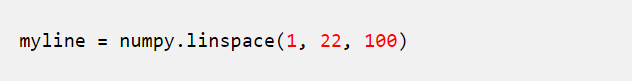 myline = numpy.linspace(1, 22, 100)